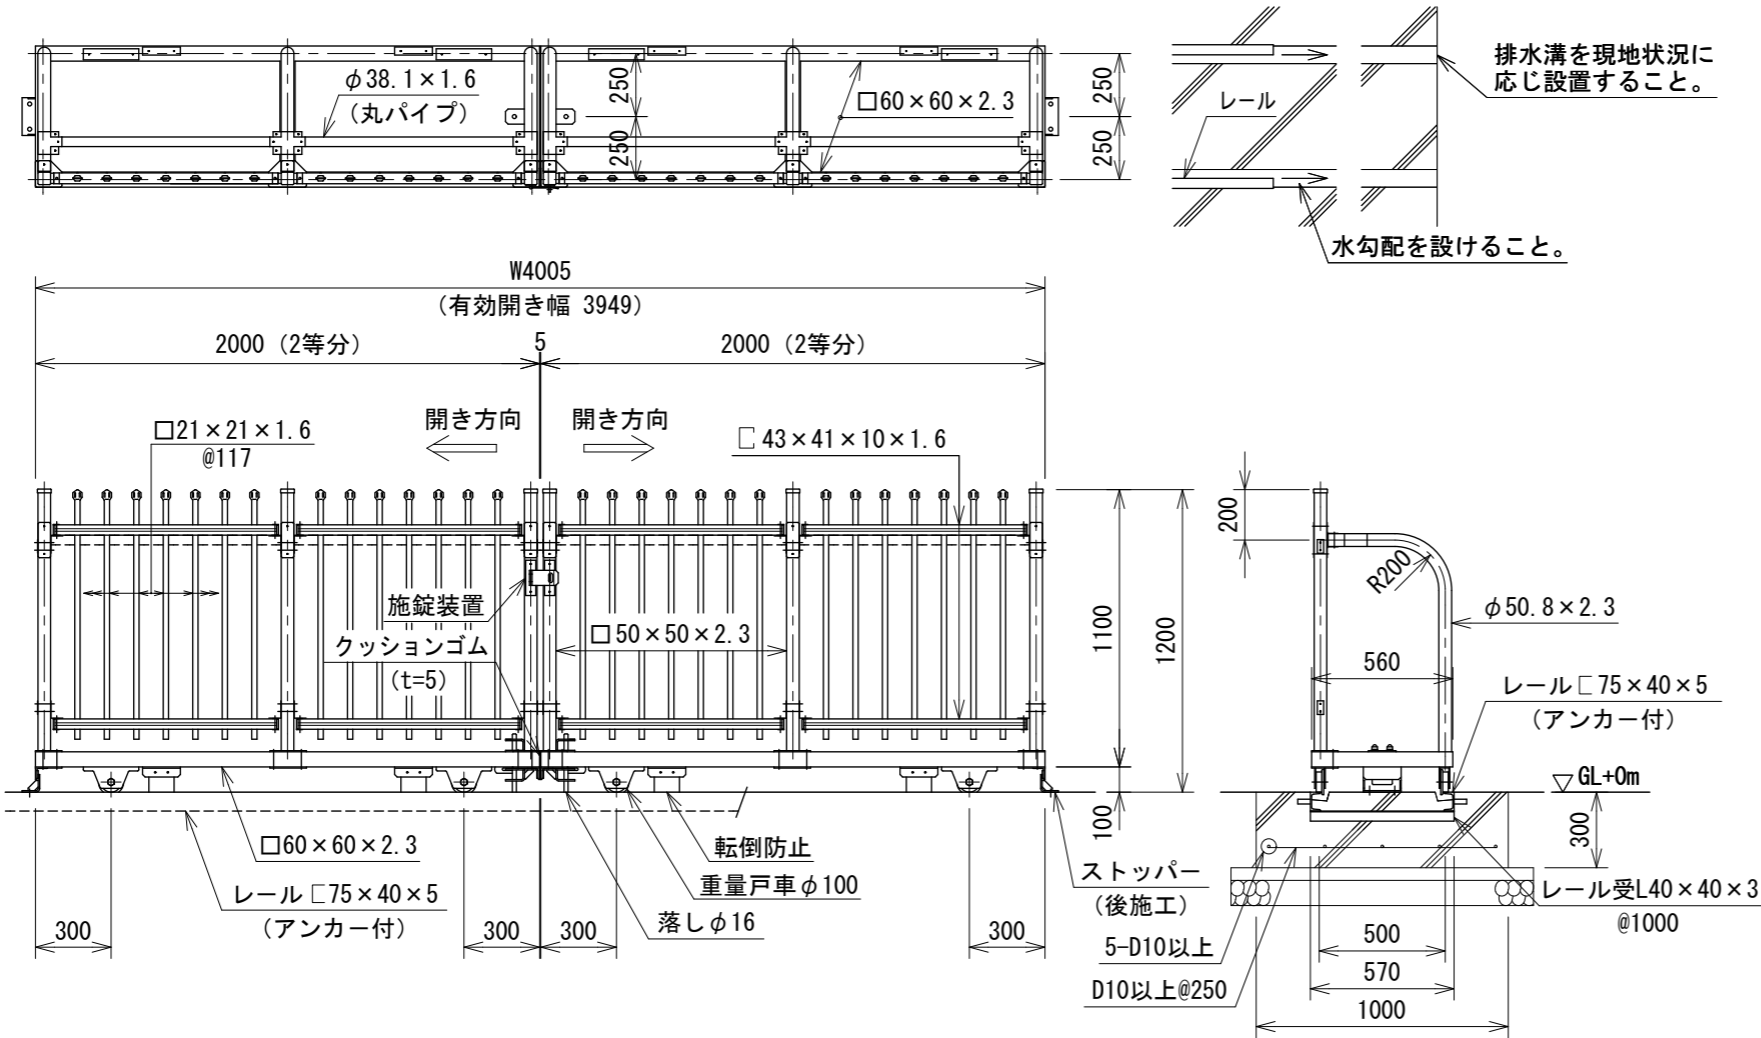 φ38.1×1.6
(丸パイプ)
250
250
□60×60×2.3
250
250
レール
排水溝を現地状況に
応じ設置すること。
水勾配を設けること。
W4005
(有効開き幅 3949)
2000 (2等分)
5
2000 (2等分)
開き方向
開き方向
□21×21×1.6
@117
⊏43×41×10×1.6
施錠装置
クッションゴム
(t=5)
□50×50×2.3
1100
1200
100
200
R200
φ50.8×2.3
560
レール⊏75×40×5
(アンカー付)
▽GL+0m
300
□60×60×2.3
レール⊏75×40×5
(アンカー付)
転倒防止
重量戸車φ100
落しφ16
ストッパー
(後施工)
5-D10以上
D10以上@250
レール受L40×40×3
@1000
300
300
300
300
500
570
1000